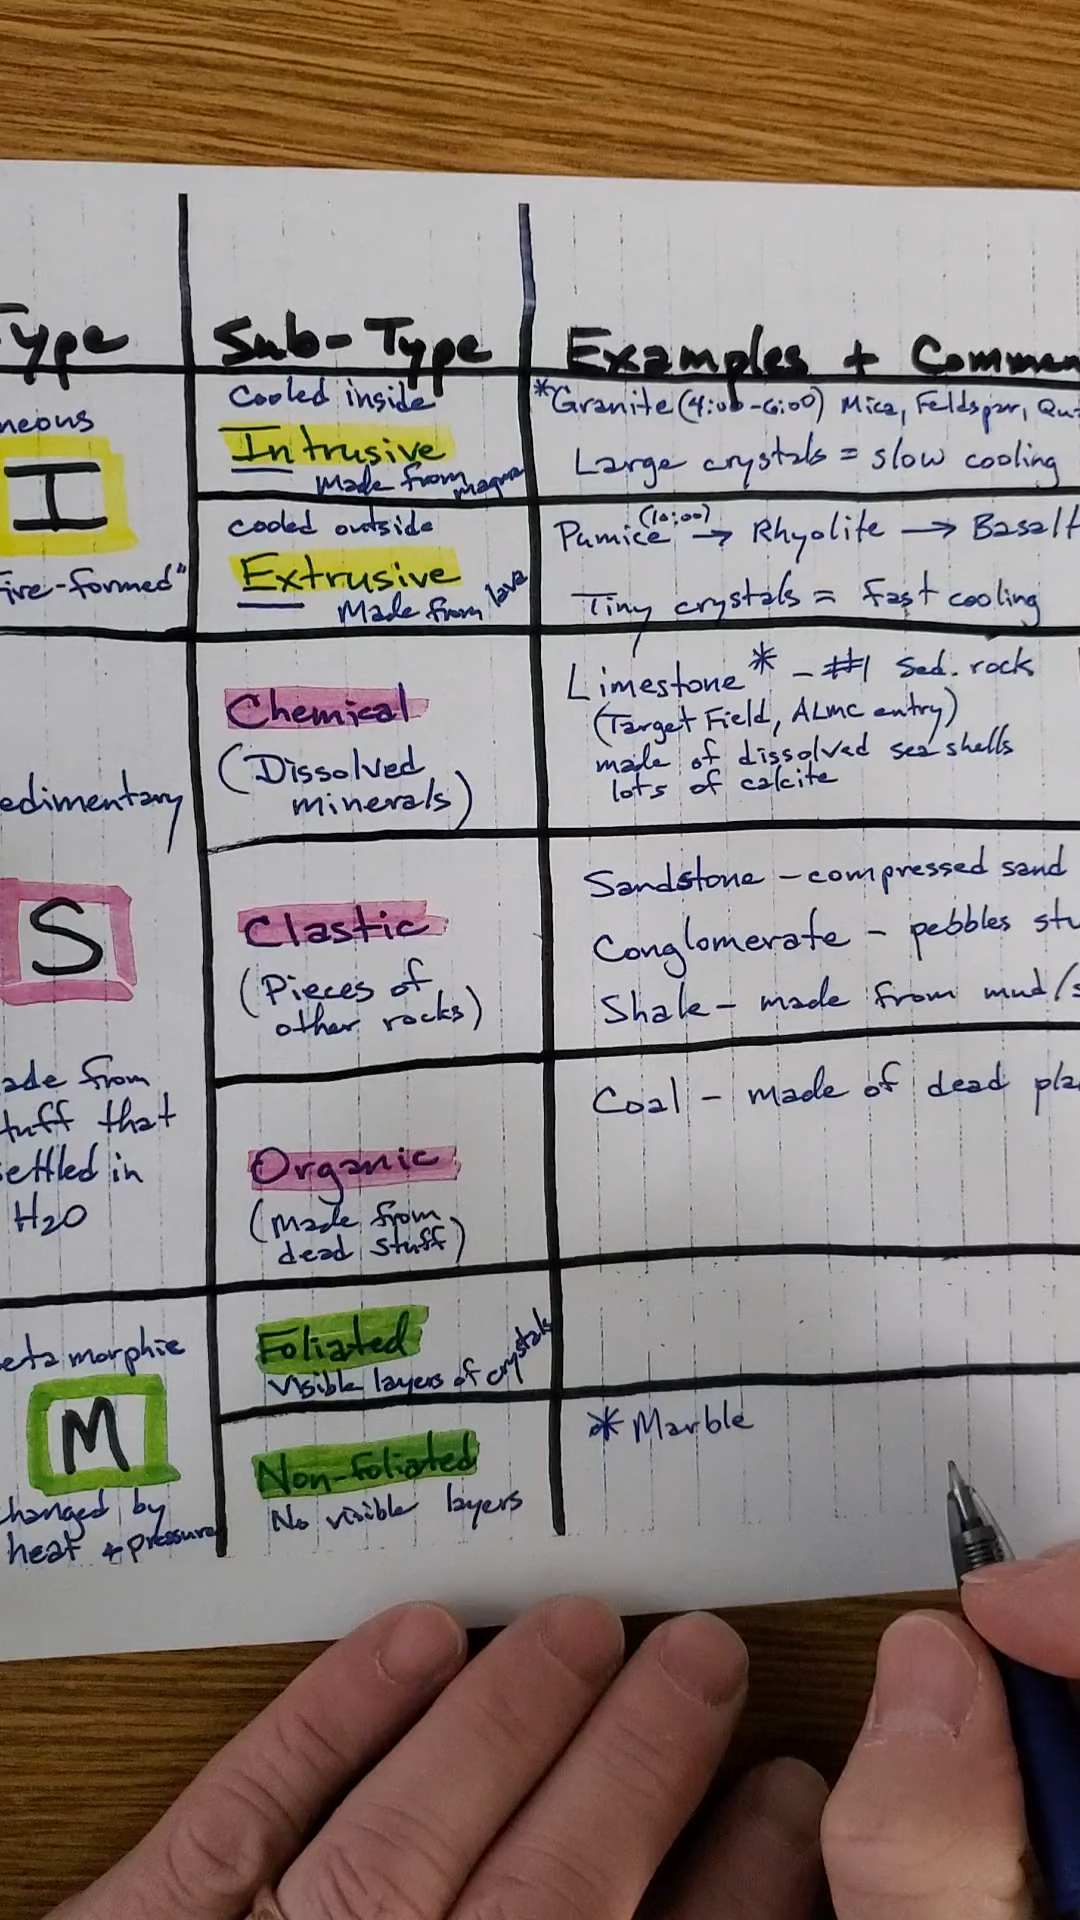 Type
Sub-Type
Examples + Commen
neous
I
ire-formed"
Cooled inside
Intrusive
Made from magma
*Granite (4:00-6:00) Mica, Feldspar, Qu
Large crystals = slow cooling
Cooled outside
Extrusive
Made from lava
Pumice (10:00) → Rhyolite → Basalt
Tiny crystals = Fast cooling
edimentary
S
ade from
tuff that
settled in
H2O
Chemical
(Dissolved
minerals)
Limestone * - #1 Sed. rock
(Target Field, ALMC entry)
made of dissolved sea shells
lots of calcite
Clastic
(Pieces of
other rocks)
Sandstone - compressed sand
Conglomerate - pebbles stu
Shale - made from mud/s
Organic
(Made from
dead stuff)
Coal - made of dead pla
etamorphic
M
changed by
heat + pressure
Foliated
Visible layers of crystals
Non-foliated
No visible layers
* Marble